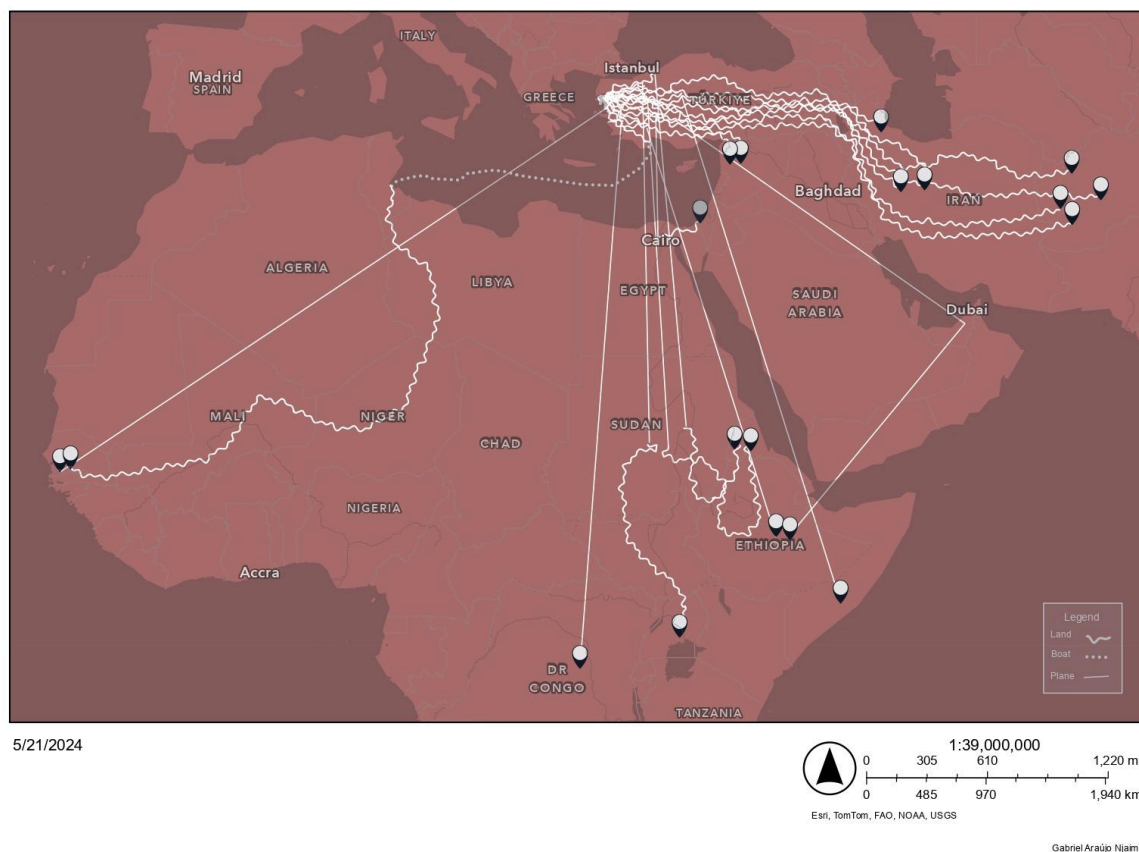 ITALY
Madrid
SPAIN
Istanbul
GREECE
TÜRKIYE
Baghdad
IRAN
Cairo
ALGERIA
LIBYA
EGYPT
SAUDI
ARABIA
Dubai
MALI
NIGER
CHAD
SUDAN
NIGERIA
ETHIOPIA
Accra
DR
CONGO
TANZANIA
Legend
Land
Boat
Plane
5/21/2024
1:39,000,000
0 305 610 1,220 m
0 485 970 1,940 km
Esri, TomTom, FAO, NOAA, USGS
Gabriel Araújo Njaim